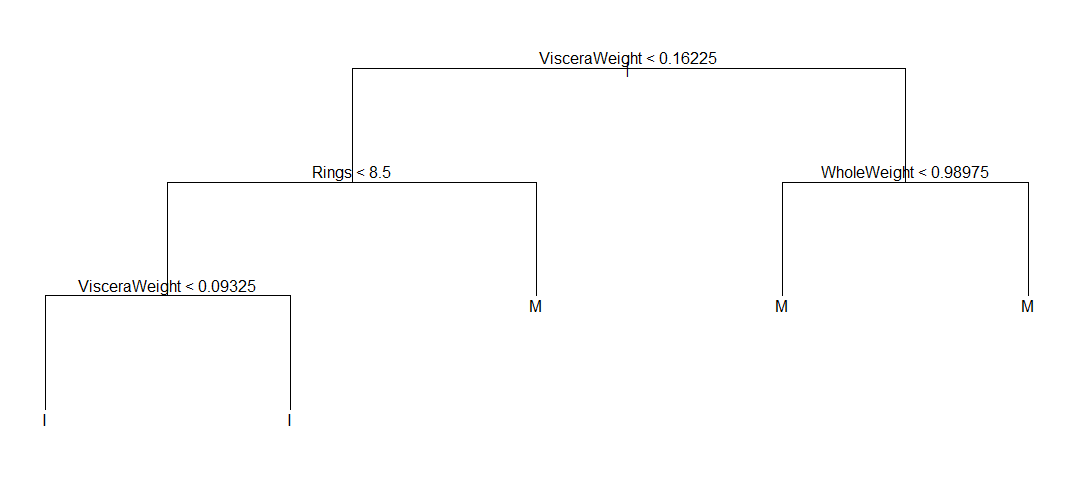 VisceraWeight < 0.16225
Rings < 8.5
WholeWeight < 0.98975
VisceraWeight < 0.09325
M
M
M
I
I